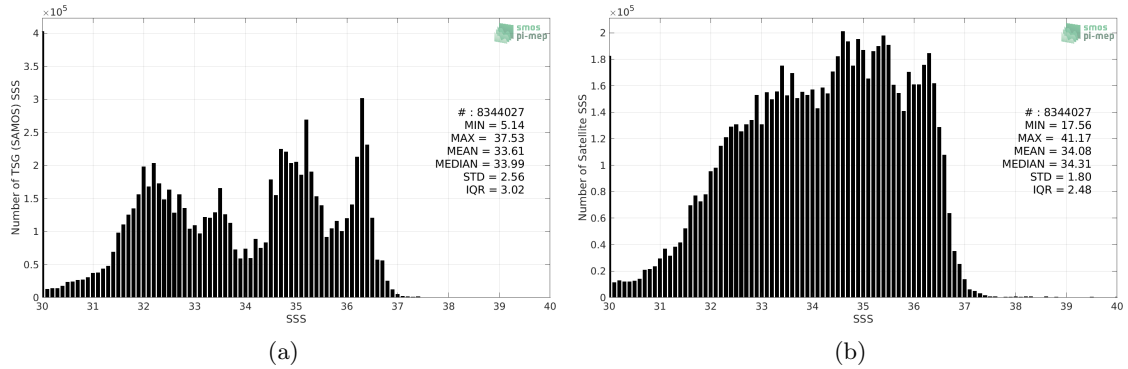 ×10^5
smos
pi-mep
Number of TSG (SAMOS) SSS
4
3.5
3
2.5
2
1.5
1
0.5
0
# : 8344027
MIN = 5.14
MAX = 37.53
MEAN = 33.61
MEDIAN = 33.99
STD = 2.56
IQR = 3.02
30 31 32 33 34 35 36 37 38 39 40
SSS
(a)
×10^5
smos
pi-mep
Number of Satellite SSS
2
1.8
1.6
1.4
1.2
1
0.8
0.6
0.4
0.2
0
# : 8344027
MIN = 17.56
MAX = 41.17
MEAN = 34.08
MEDIAN = 34.31
STD = 1.80
IQR = 2.48
30 31 32 33 34 35 36 37 38 39 40
SSS
(b)